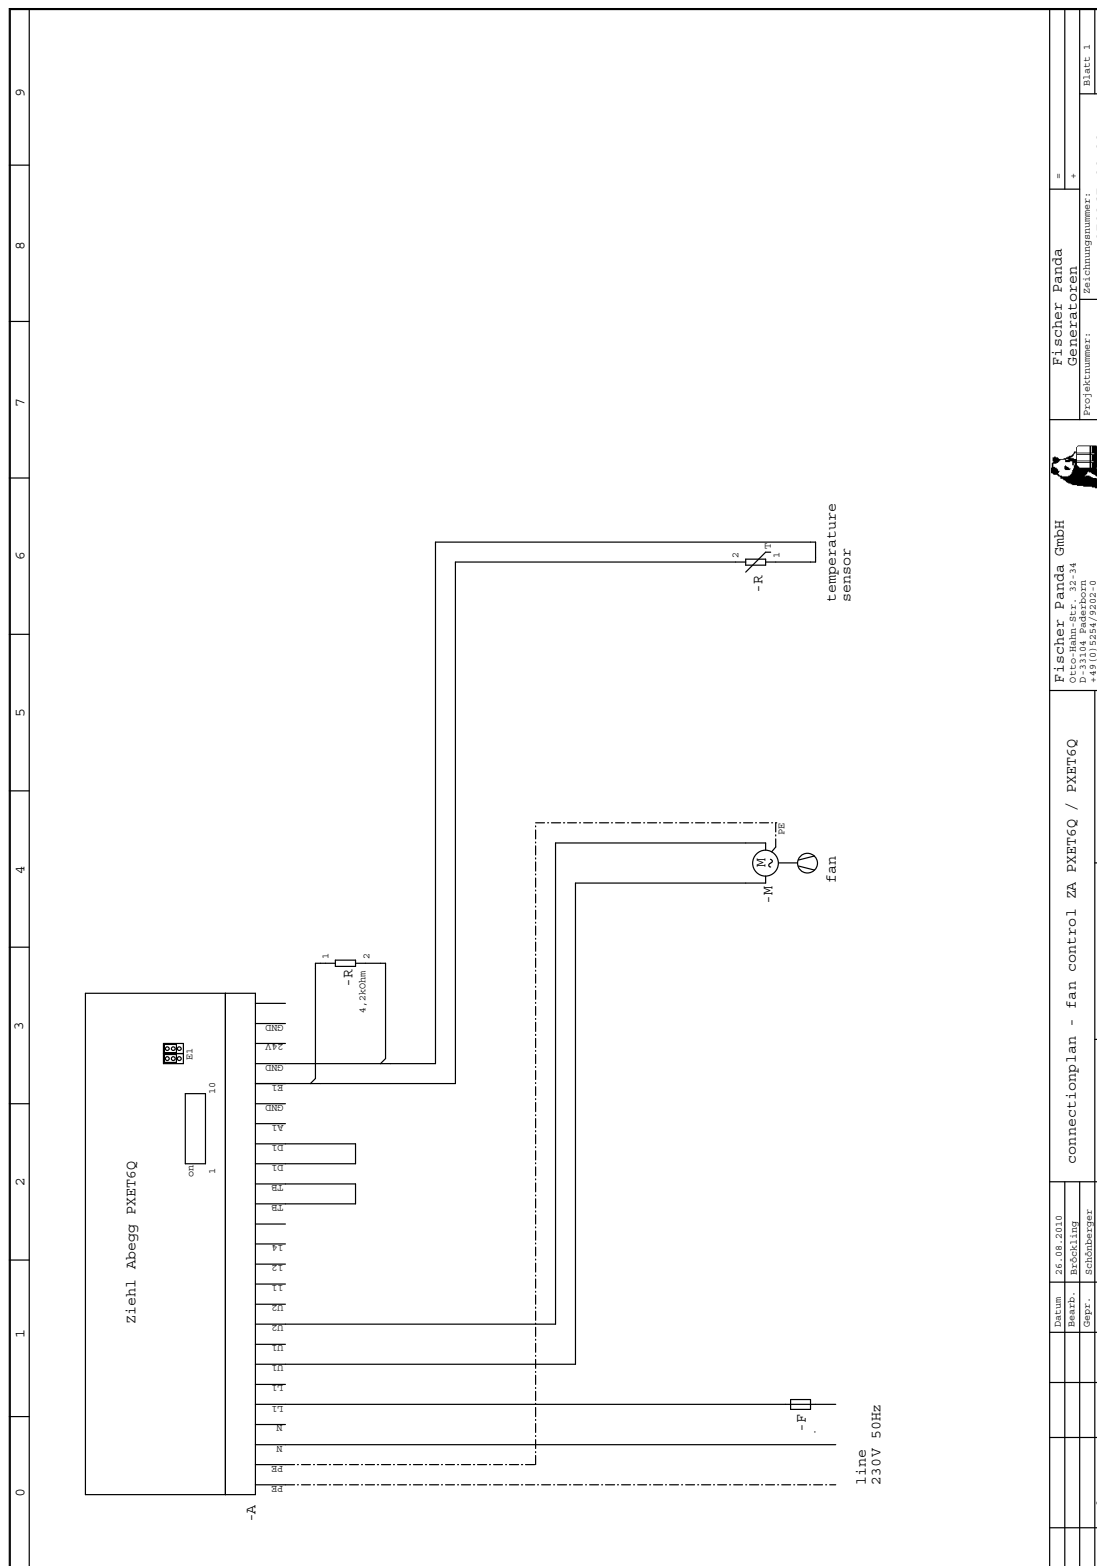 0 1 2 3 4 5 6 7 8 9
Ziehl Abegg PXET6Q
on
1
10
E1
-A
PE
PE
N
N
L1
L1
U1
U1
U2
U2
11
12
14
TB
TB
D1
D1
A1
GND
E1
GND
24V
GND
1
-R
2
4,2kOhm
2
-R
T
1
temperature
sensor
M
~
-M
PE
fan
-F
line
230V 50Hz
Datum
26.08.2010
Bearb.
Bröckling
Gepr.
Schönberger
connectionplan - fan control ZA PXET6Q / PXET6Q
Fischer Panda GmbH
Otto-Hahn-Str. 32-34
D-33104 Paderborn
+49(0)5254/9202-0
Fischer Panda
Generatoren
Projektnummer:
Zeichnungsnummer:
=
+
Blatt 1